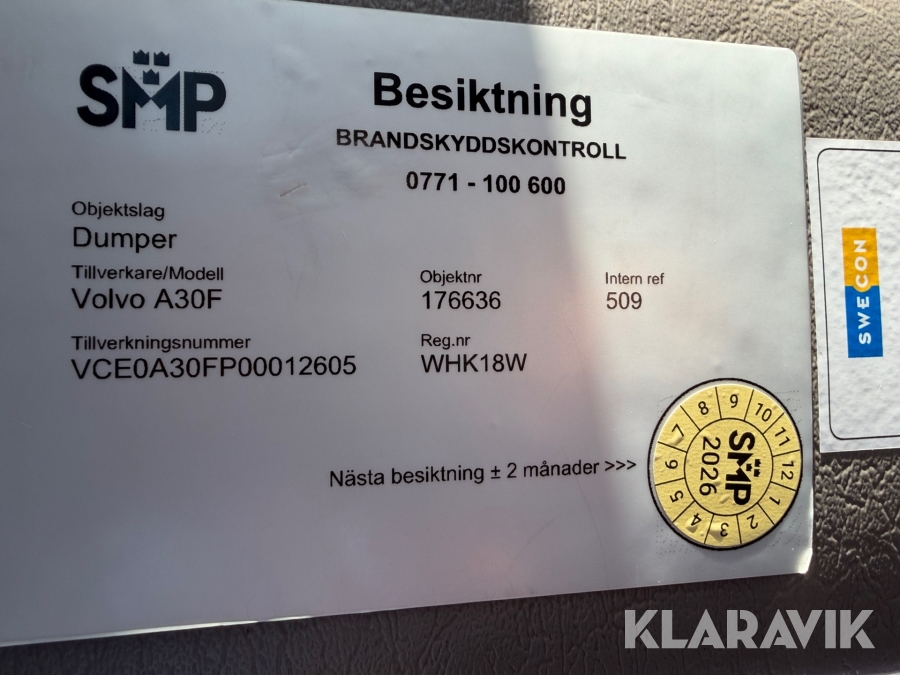 SMP
Besiktning
BRANDSKYDDSKONTROLL
0771 - 100 600
Objektslag
Dumper
Tillverkare/Modell
Volvo A30F
Objektnr
176636
Intern ref
509
Tillverkningsnummer
VCE0A30FP00012605
Reg.nr
WHK18W
Nästa besiktning ± 2 månader >>>
1 2 3 4 5 6 7 8 9 10 11 12
SMP
2026
SWECON
KLARAVIK